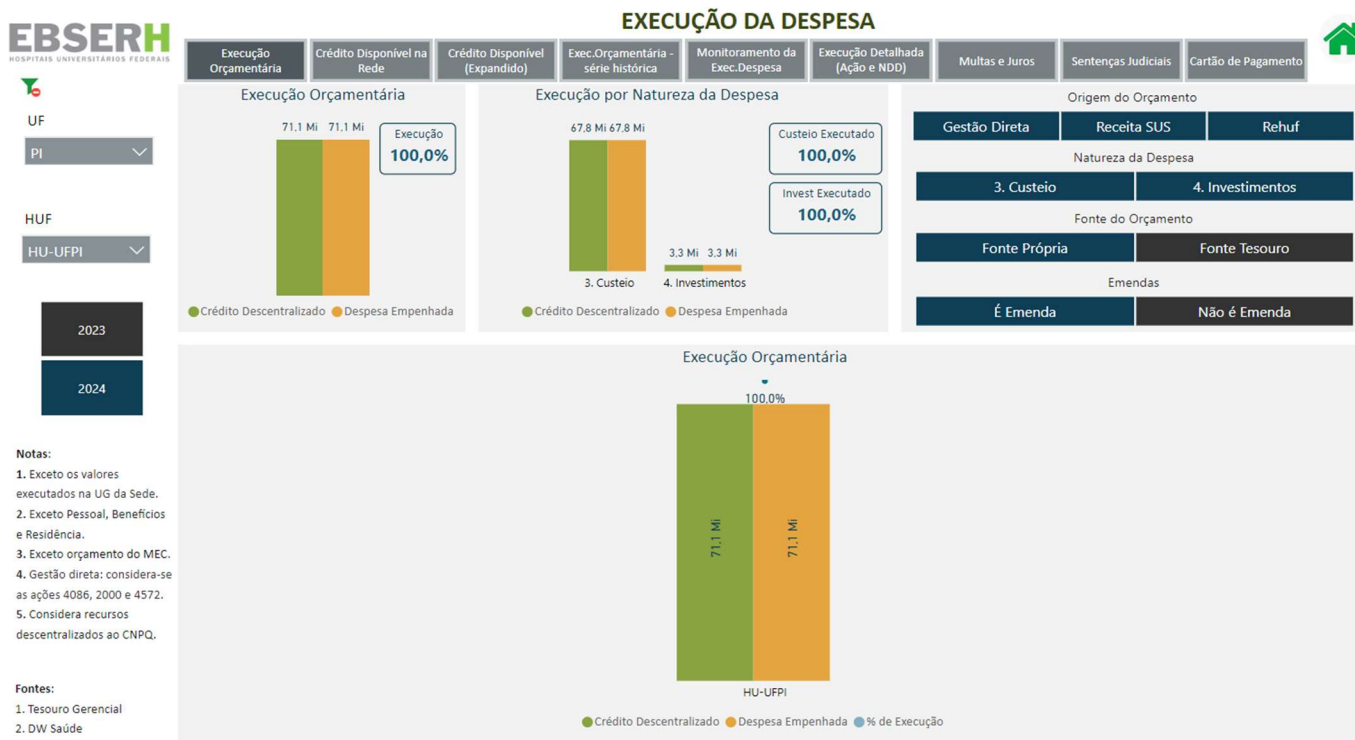 EXECUÇÃO DA DESPESA
EBSERH
HOSPITAIS UNIVERSITÁRIOS FEDERAIS
Execução Orçamentária
Crédito Disponível na Rede
Crédito Disponível (Expandido)
Exec.Orçamentária - série histórica
Monitoramento da Exec.Despesa
Execução Detalhada (Ação e NDD)
Multas e Juros
Sentenças Judiciais
Cartão de Pagamento
UF
PI
HUF
HU-UFPI
2023
2024
Notas:
1. Exceto os valores
executados na UG da Sede.
2. Exceto Pessoal, Benefícios
e Residência.
3. Exceto orçamento do MEC.
4. Gestão direta: considera-se
as ações 4086, 2000 e 4572.
5. Considera recursos
descentralizados ao CNPQ.
Fontes:
1. Tesouro Gerencial
2. DW Saúde
Execução Orçamentária
71,1 Mi 71,1 Mi
Execução
100,0%
Crédito Descentralizado Despesa Empenhada
Execução por Natureza da Despesa
67,8 Mi 67,8 Mi
3,3 Mi 3,3 Mi
3. Custeio 4. Investimentos
Custeio Executado
100,0%
Invest Executado
100,0%
Crédito Descentralizado Despesa Empenhada
Origem do Orçamento
Gestão Direta Receita SUS Rehuf
Natureza da Despesa
3. Custeio 4. Investimentos
Fonte do Orçamento
Fonte Própria Fonte Tesouro
Emendas
É Emenda Não é Emenda
Execução Orçamentária
100,0%
71,1 Mi 71,1 Mi
HU-UFPI
Crédito Descentralizado Despesa Empenhada % de Execução